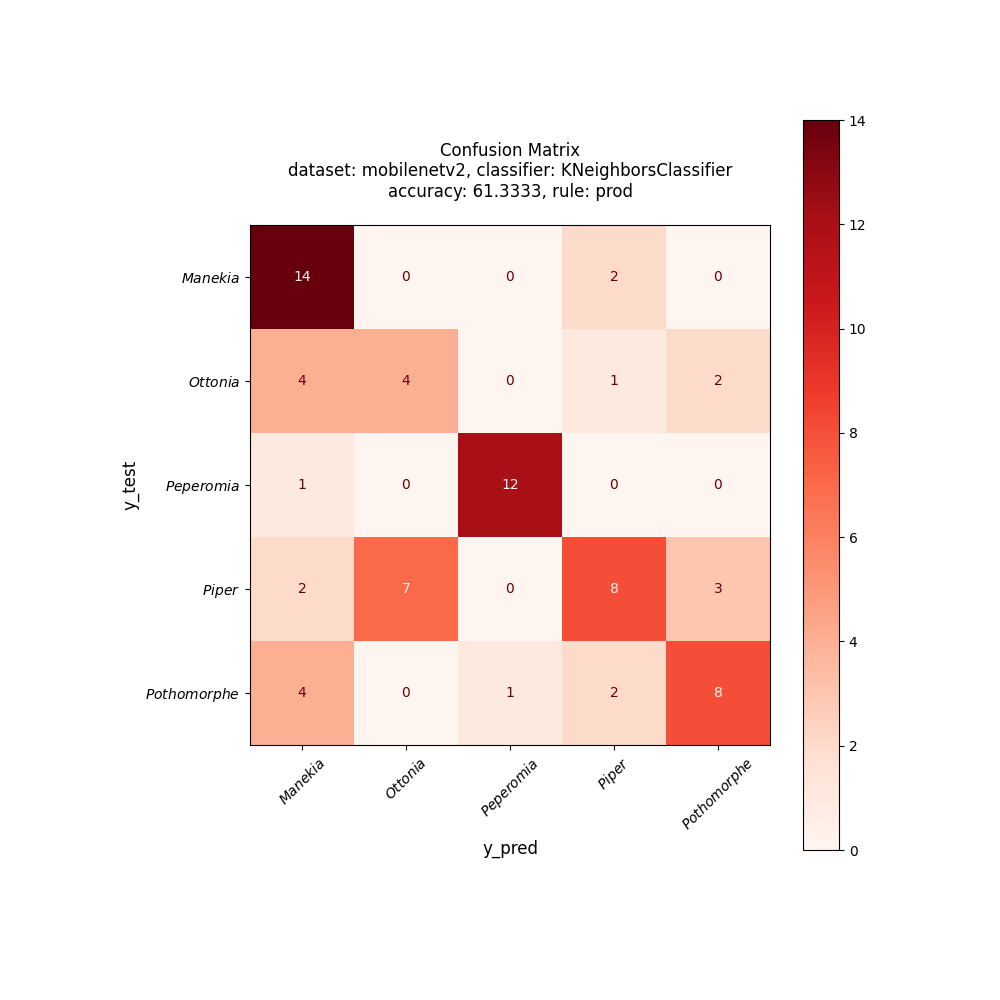 Confusion Matrix
dataset: mobilenetv2, classifier: KNeighborsClassifier
accuracy: 61.3333, rule: prod
14
12
10
8
6
4
2
0
y_test
Manekia 14 0 0 2 0
Ottonia 4 4 0 1 2
Peperomia 1 0 12 0 0
Piper 2 7 0 8 3
Pothomorphe 4 0 1 2 8
Manekia Ottonia Peperomia Piper Pothomorphe
y_pred